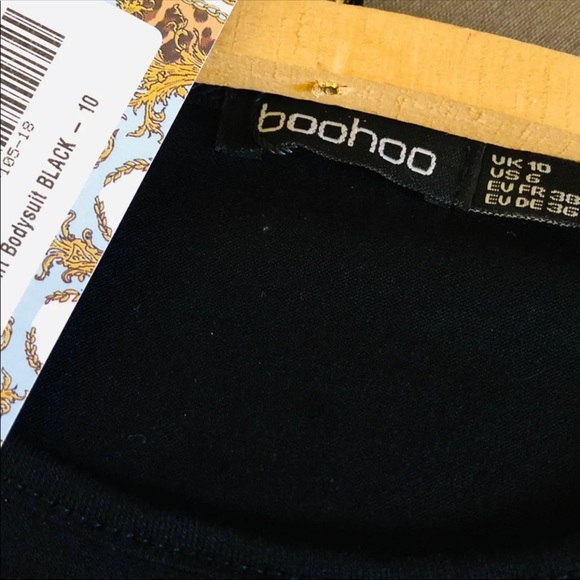 105-18
Bodysuit BLACK - 10
boohoo
UK 10
US 6
EU FR 38
EU DE 36